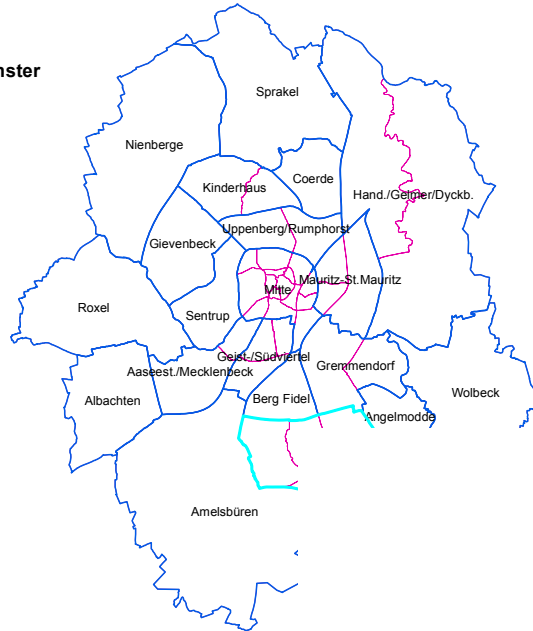 nster
Sprakel
Nienberge
Coerde
Kinderhaus
Hand./Gelmer/Dyckb.
Uppenberg/Rumphorst
Gievenbeck
Mauritz-St.Mauritz
Mitte
Roxel
Sentrup
Geist-/Südviertel
Gremmendorf
Aaseest./Mecklenbeck
Wolbeck
Albachten
Berg Fidel
Angelmodde
Amelsbüren